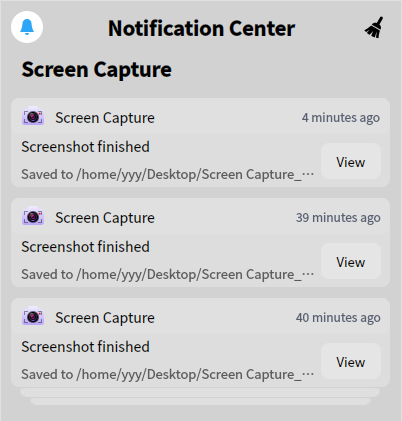 Notification Center
Screen Capture
Screen Capture 4 minutes ago
Screenshot finished
Saved to /home/yyy/Desktop/Screen Capture_···
View
Screen Capture 39 minutes ago
Screenshot finished
Saved to /home/yyy/Desktop/Screen Capture_···
View
Screen Capture 40 minutes ago
Screenshot finished
Saved to /home/yyy/Desktop/Screen Capture_···
View